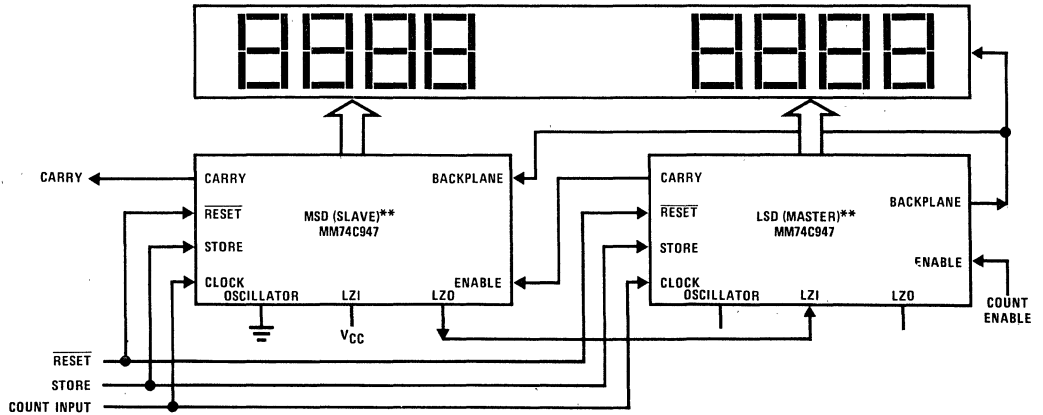 CARRY
CARRY
BACKPLANE
CARRY
BACKPLANE
RESET
MSD (SLAVE)**
MM74C947
RESET
LSD (MASTER)**
MM74C947
STORE
STORE
ENABLE
CLOCK
ENABLE
CLOCK
OSCILLATOR
LZI
LZO
OSCILLATOR
LZI
LZO
COUNT
ENABLE
VCC
RESET
STORE
COUNT INPUT